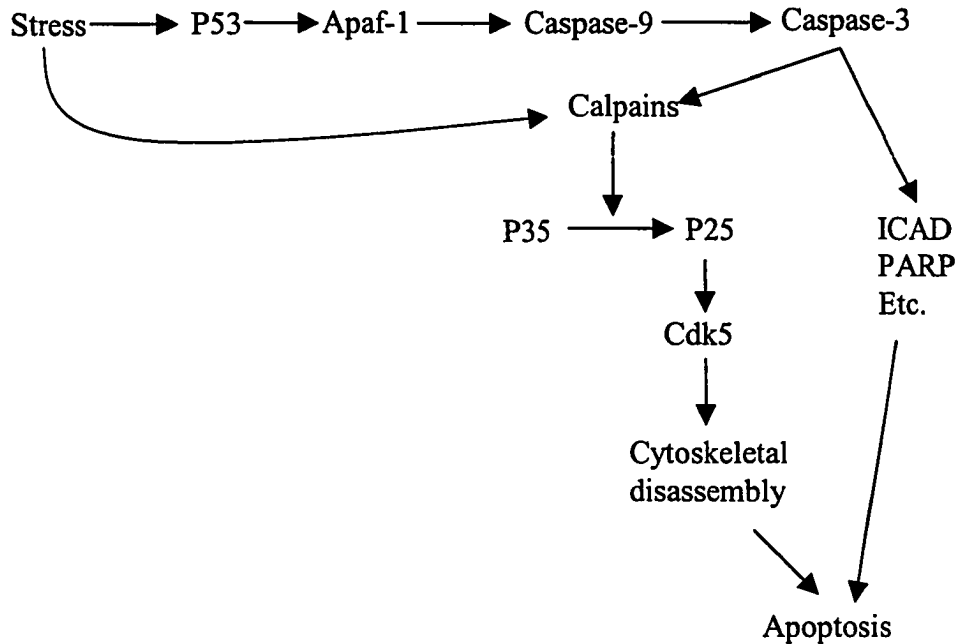 Stress P53 Apaf-1 Caspase-9 Caspase-3
Calpains
P35 P25 ICAD
PARP
Etc.
Cdk5
Cytoskeletal
disassembly
Apoptosis